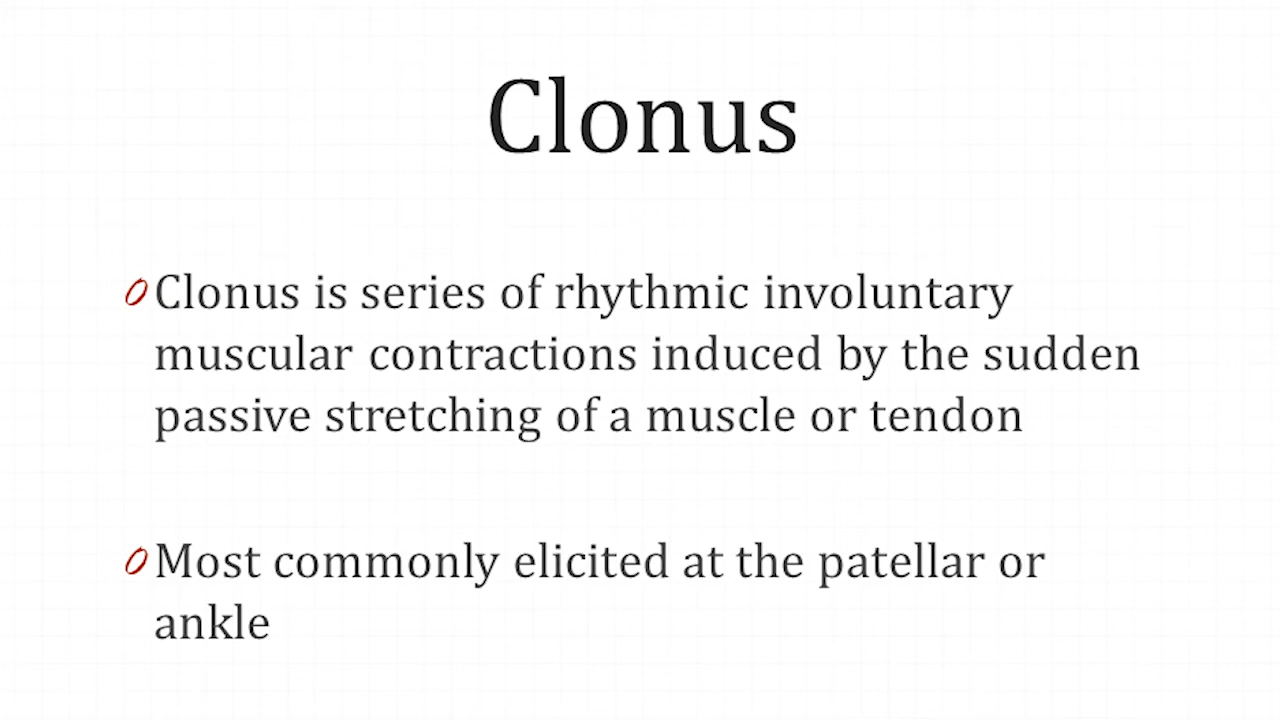 Clonus
Clonus is series of rhythmic involuntary
muscular contractions induced by the sudden
passive stretching of a muscle or tendon
Most commonly elicited at the patellar or
ankle